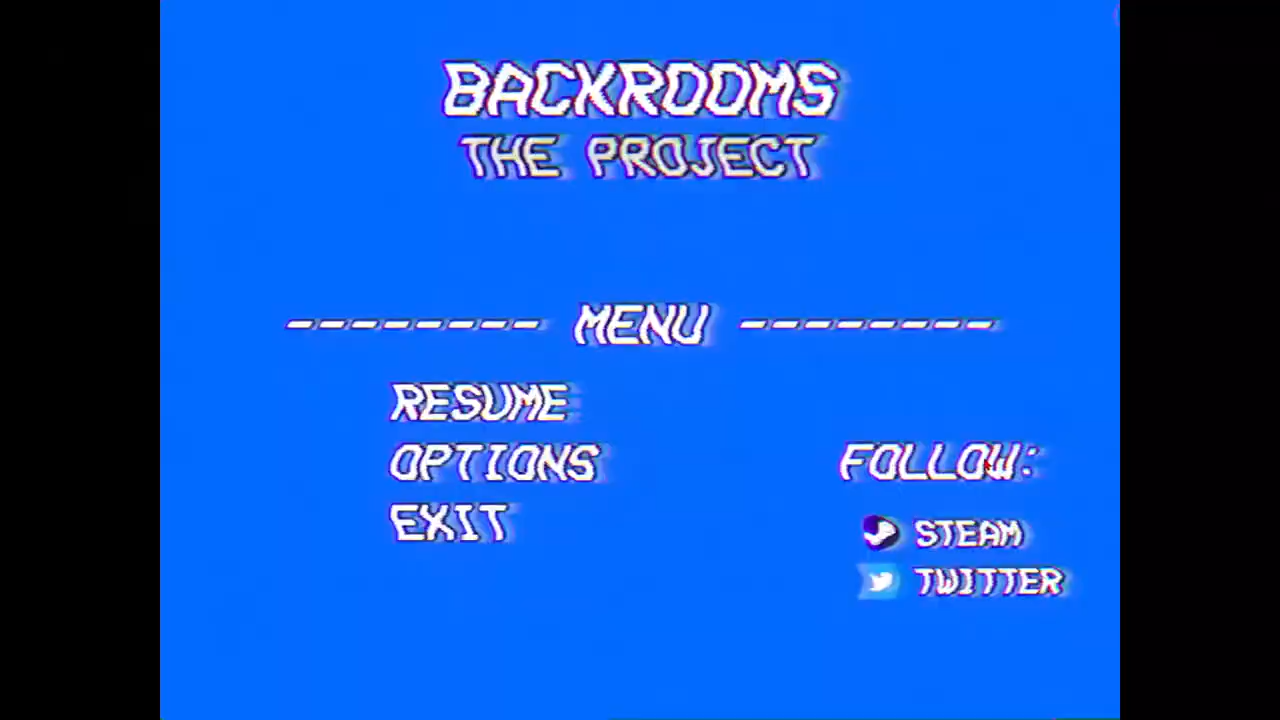 BACKROOMS
THE PROJECT
-------- MENU --------
RESUME
OPTIONS
EXIT
FOLLOW:
STEAM
TWITTER